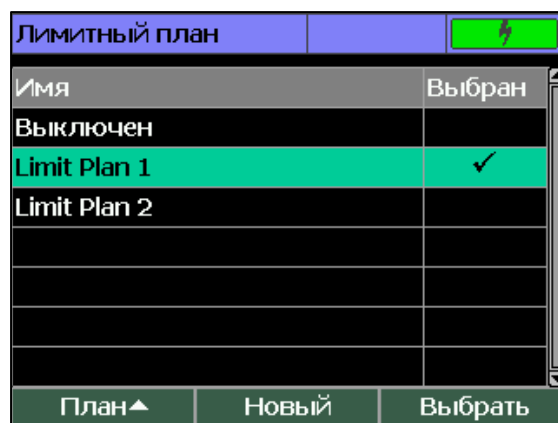 Лимитный план
Имя Выбран
Выключен
Limit Plan 1 ✓
Limit Plan 2
План▲ Новый Выбрать